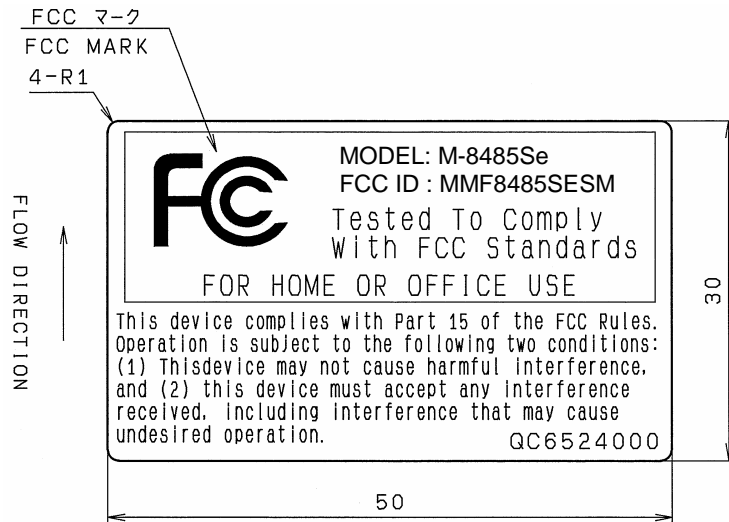 FCC マーク
FCC MARK
4-R1
FLOW DIRECTION
FC
MODEL: M-8485Se
FCC ID : MMF8485SESM
Tested To Comply
With FCC Standards
FOR HOME OR OFFICE USE
This device complies with Part 15 of the FCC Rules.
Operation is subject to the following two conditions:
(1) Thisdevice may not cause harmful interference,
and (2) this device must accept any interference
received, including interference that may cause
undesired operation.
QC6524000
30
50